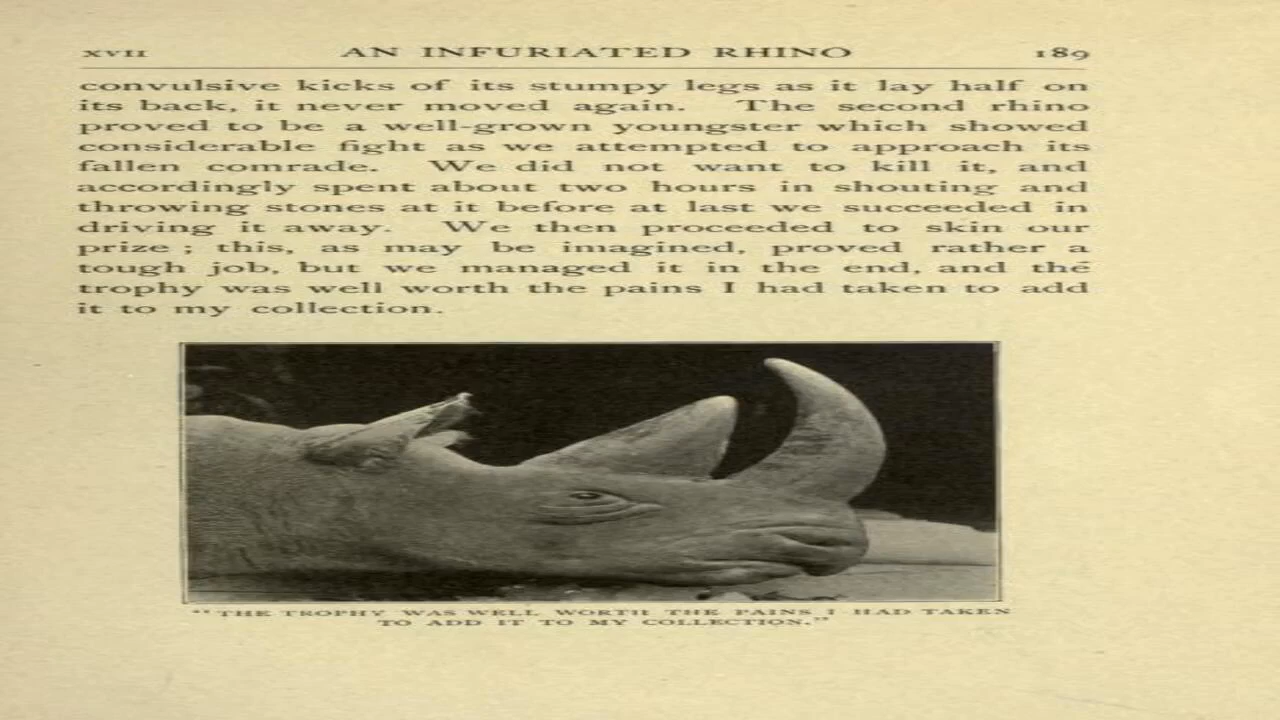 XVII AN INFURIATED RHINO 189
convulsive kicks of its stumpy legs as it lay half on
its back, it never moved again. The second rhino
proved to be a well-grown youngster which showed
considerable fight as we attempted to approach its
fallen comrade. We did not want to kill it, and
accordingly spent about two hours in shouting and
throwing stones at it before at last we succeeded in
driving it away. We then proceeded to skin our
prize ; this, as may be imagined, proved rather a
tough job, but we managed it in the end, and the
trophy was well worth the pains I had taken to add
it to my collection.
"THE TROPHY WAS WELL WORTH THE PAINS I HAD TAKEN
TO ADD IT TO MY COLLECTION."